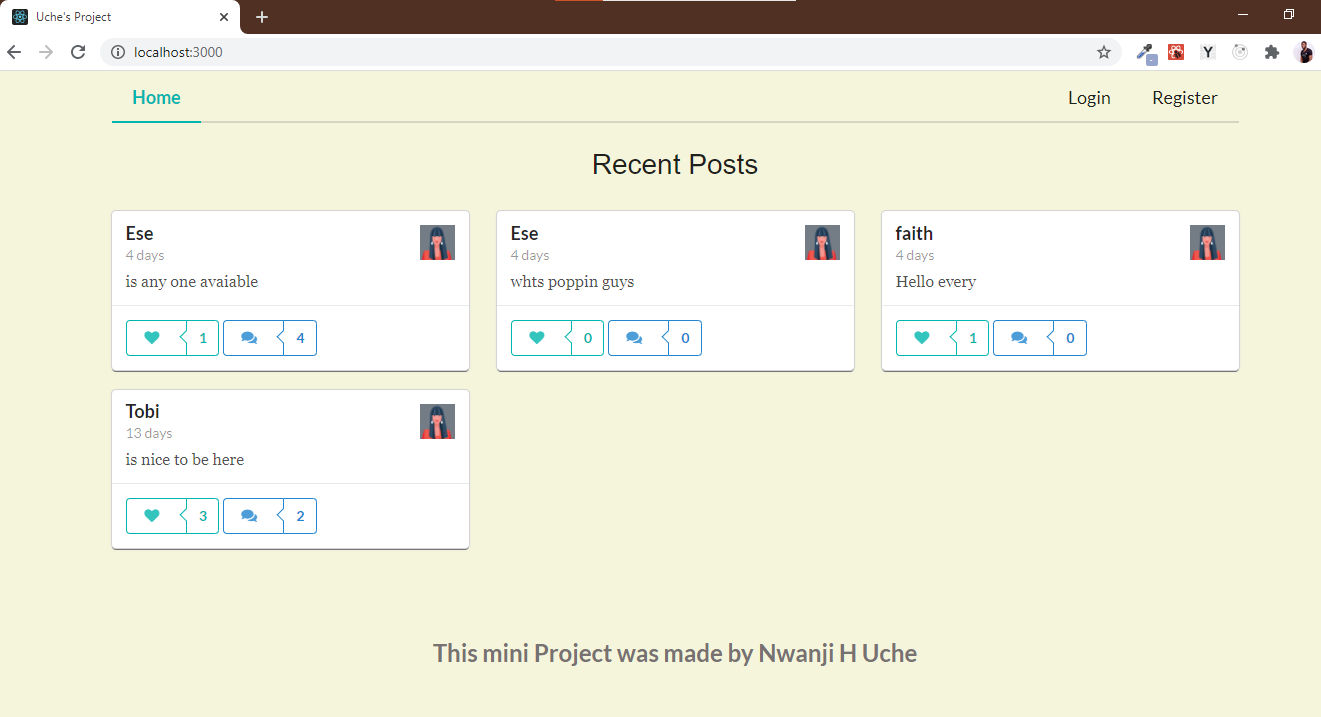 Uche's Project
localhost:3000
Home Login Register
Recent Posts
Ese
4 days
is any one avaiable
1 4
Ese
4 days
whts poppin guys
0 0
faith
4 days
Hello every
1 0
Tobi
13 days
is nice to be here
3 2
This mini Project was made by Nwanji H Uche